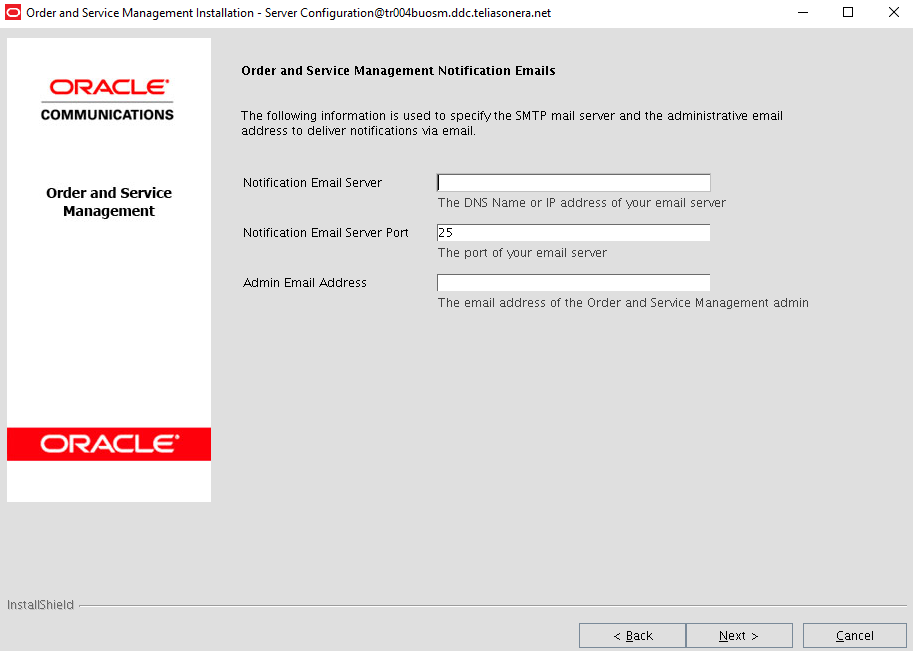 Order and Service Management Installation - Server Configuration@tr004buosm.ddc.teliasonera.net
ORACLE
COMMUNICATIONS
Order and Service
Management
ORACLE
Order and Service Management Notification Emails
The following information is used to specify the SMTP mail server and the administrative email
address to deliver notifications via email.
Notification Email Server
The DNS Name or IP address of your email server
Notification Email Server Port 25
The port of your email server
Admin Email Address
The email address of the Order and Service Management admin
InstallShield
< Back Next > Cancel